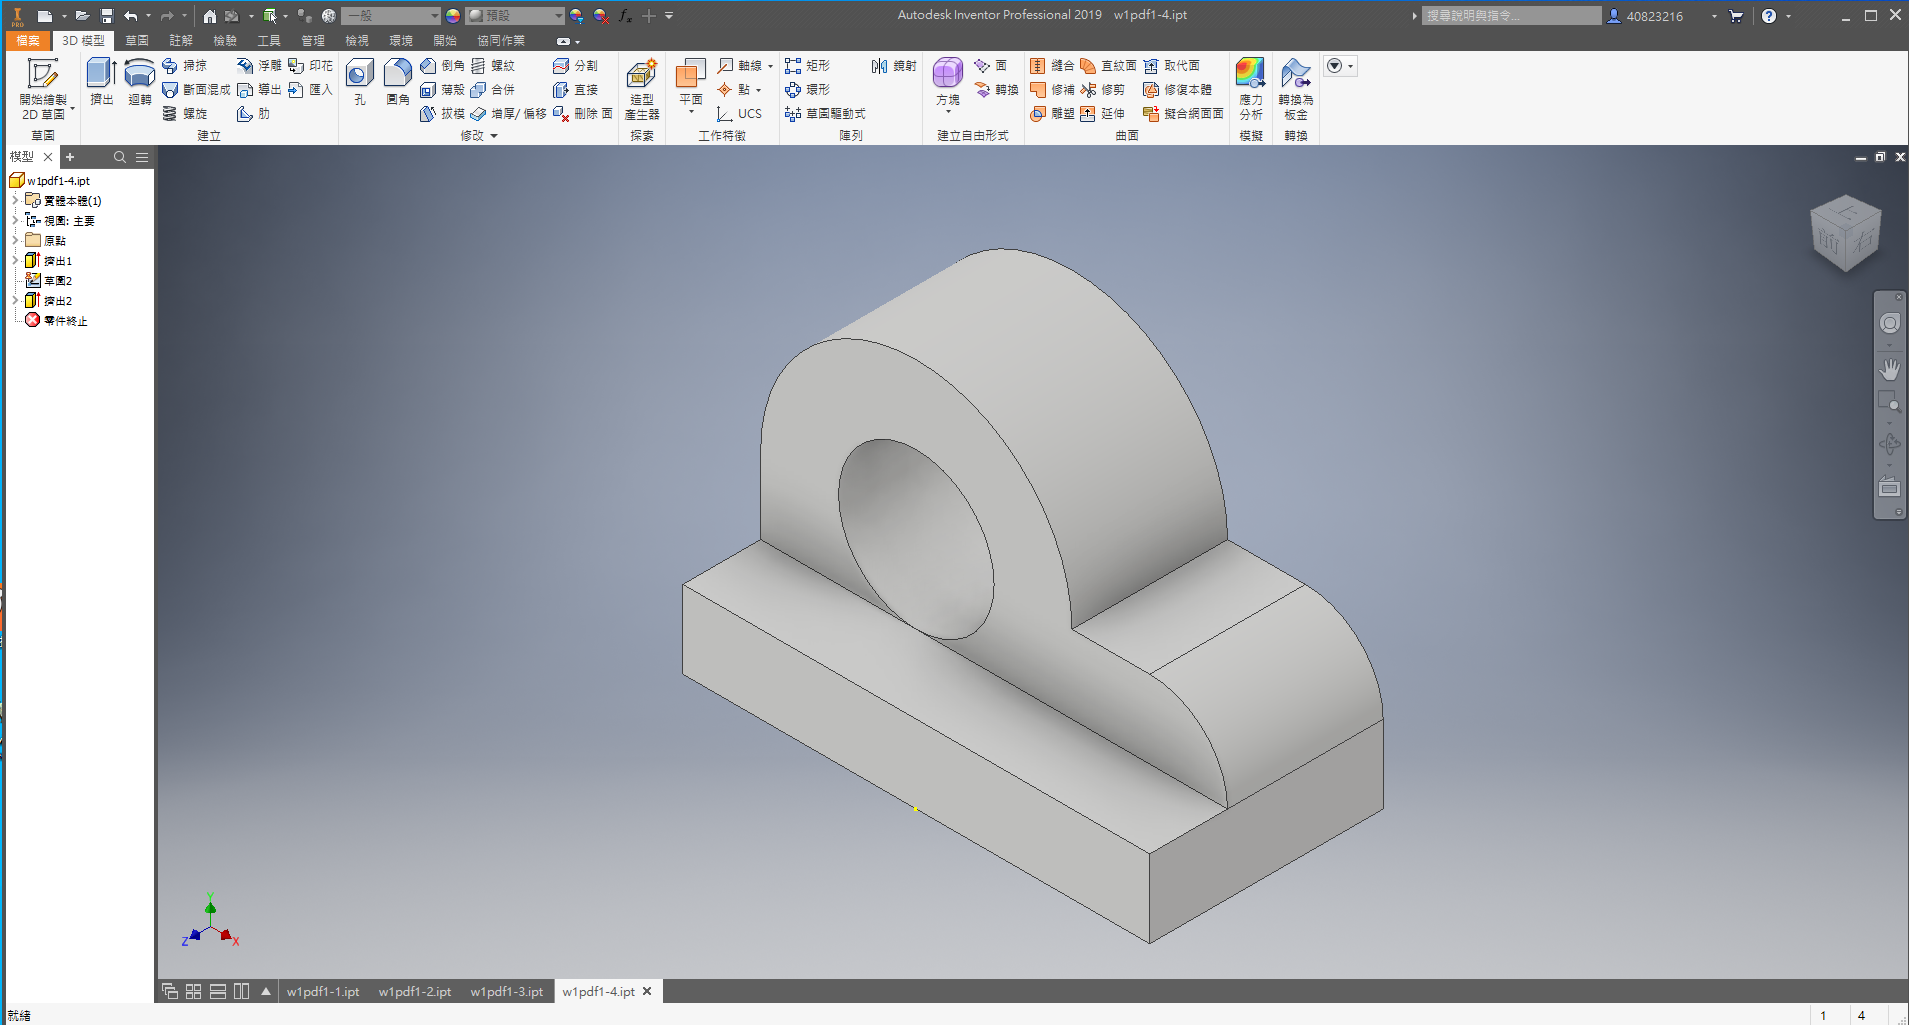 PRO
一般
預設
fx
Autodesk Inventor Professional 2019 w1pdf1-4.ipt
搜尋說明與指令...
40823216
檔案 3D 模型 草圖 註解 檢驗 工具 管理 檢視 環境 開始 協同作業
開始繪製 2D 草圖
草圖
擠出 迴轉
掃掠 浮雕 印花
斷面混成 導出 匯入
螺旋 肋
建立
孔 圓角
倒角 螺紋 分割
薄殼 合併 直接
拔模 增厚/ 偏移 刪除 面
修改
造型 產生器
探索
平面
軸線
點
UCS
工作特徵
矩形 鏡射
環形
草圖驅動式
陣列
方塊
面
轉換
建立自由形式
縫合 直紋面 取代面
修補 修剪 修復本體
雕塑 延伸 擬合網面面
曲面
應力 分析
模擬
轉換為 板金
轉換
模型
w1pdf1-4.ipt
實體本體(1)
視圖: 主要
原點
擠出1
草圖2
擠出2
零件終止
上
前
右
Y
Z
X
w1pdf1-1.ipt w1pdf1-2.ipt w1pdf1-3.ipt w1pdf1-4.ipt
就緒
1 4